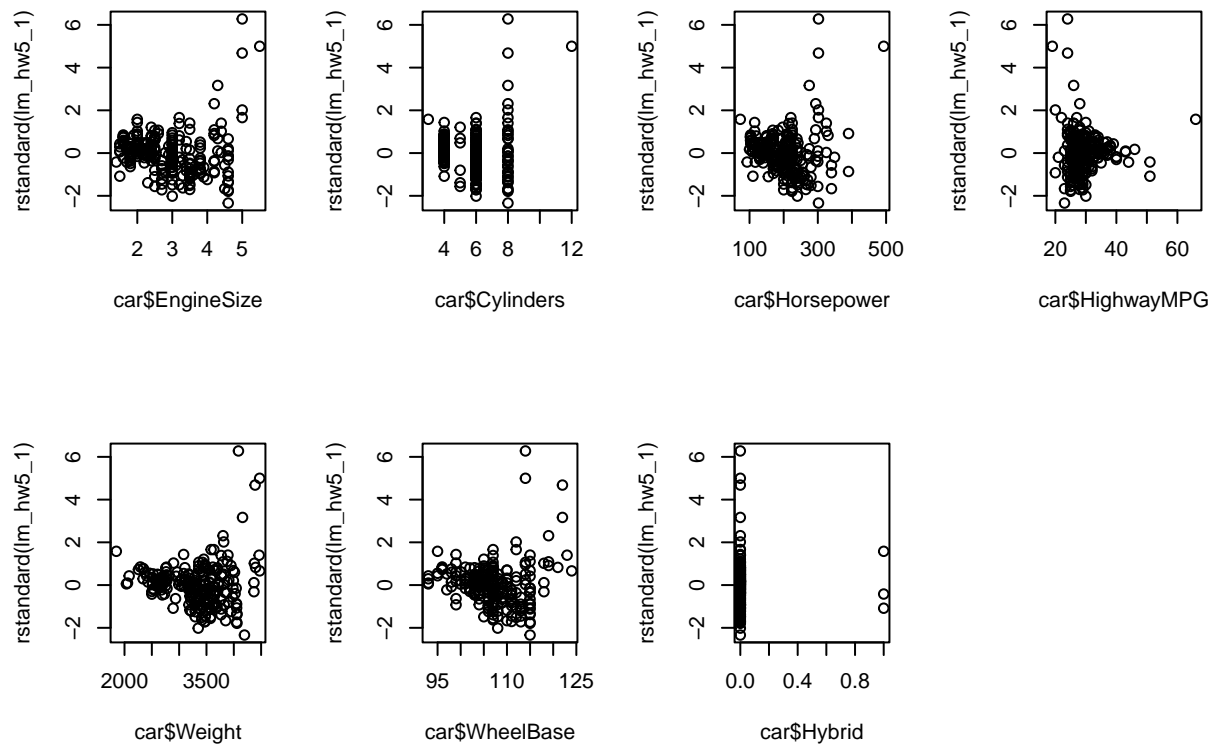 rstandard(lm_hw5_1)
−2 0 2 4 6
2 3 4 5
car$EngineSize
rstandard(lm_hw5_1)
−2 0 2 4 6
4 6 8 12
car$Cylinders
rstandard(lm_hw5_1)
−2 0 2 4 6
100 300 500
car$Horsepower
rstandard(lm_hw5_1)
−2 0 2 4 6
20 40 60
car$HighwayMPG
rstandard(lm_hw5_1)
−2 0 2 4 6
2000 3500
car$Weight
rstandard(lm_hw5_1)
−2 0 2 4 6
95 110 125
car$WheelBase
rstandard(lm_hw5_1)
−2 0 2 4 6
0.0 0.4 0.8
car$Hybrid